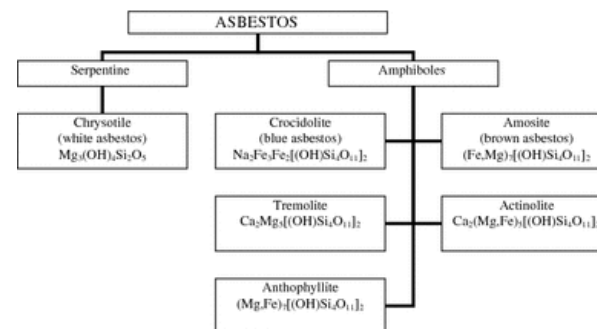 ASBESTOS
Serpentine
Amphiboles
Chrysotile
(white asbestos)
Mg₃(OH)₄Si₂O₅
Crocidolite
(blue asbestos)
Na₂Fe₃Fe₂[(OH)Si₄O₁₁]₂
Amosite
(brown asbestos)
(Fe,Mg)₇[(OH)Si₄O₁₁]₂
Tremolite
Ca₂Mg₅[(OH)Si₄O₁₁]₂
Actinolite
Ca₂(Mg,Fe)₅[(OH)Si₄O₁₁]₂
Anthophyllite
(Mg,Fe)₇[(OH)Si₄O₁₁]₂